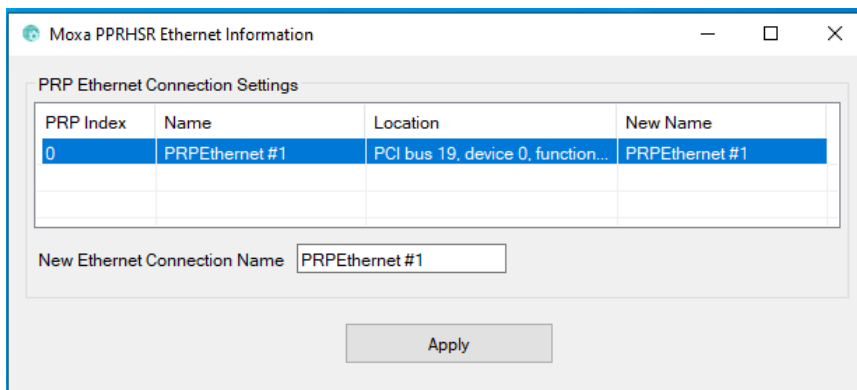 Moxa PPRHSR Ethernet Information
PRP Ethernet Connection Settings
PRP Index Name Location New Name
0 PRPEthernet #1 PCI bus 19, device 0, function... PRPEthernet #1
New Ethernet Connection Name PRPEthernet #1
Apply